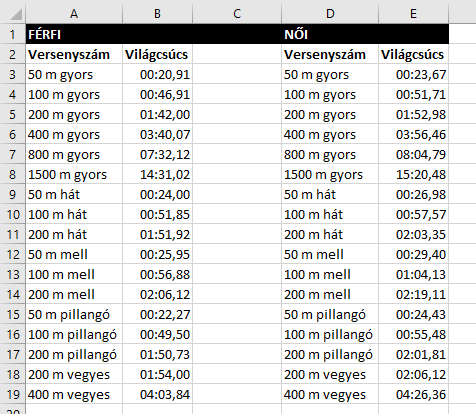 A B C D E
1 FÉRFI NŐI
2 Versenyszám Világcsúcs Versenyszám Világcsúcs
3 50 m gyors 00:20,91 50 m gyors 00:23,67
4 100 m gyors 00:46,91 100 m gyors 00:51,71
5 200 m gyors 01:42,00 200 m gyors 01:52,98
6 400 m gyors 03:40,07 400 m gyors 03:56,46
7 800 m gyors 07:32,12 800 m gyors 08:04,79
8 1500 m gyors 14:31,02 1500 m gyors 15:20,48
9 50 m hát 00:24,00 50 m hát 00:26,98
10 100 m hát 00:51,85 100 m hát 00:57,57
11 200 m hát 01:51,92 200 m hát 02:03,35
12 50 m mell 00:25,95 50 m mell 00:29,40
13 100 m mell 00:56,88 100 m mell 01:04,13
14 200 m mell 02:06,12 200 m mell 02:19,11
15 50 m pillangó 00:22,27 50 m pillangó 00:24,43
16 100 m pillangó 00:49,50 100 m pillangó 00:55,48
17 200 m pillangó 01:50,73 200 m pillangó 02:01,81
18 200 m vegyes 01:54,00 200 m vegyes 02:06,12
19 400 m vegyes 04:03,84 400 m vegyes 04:26,36